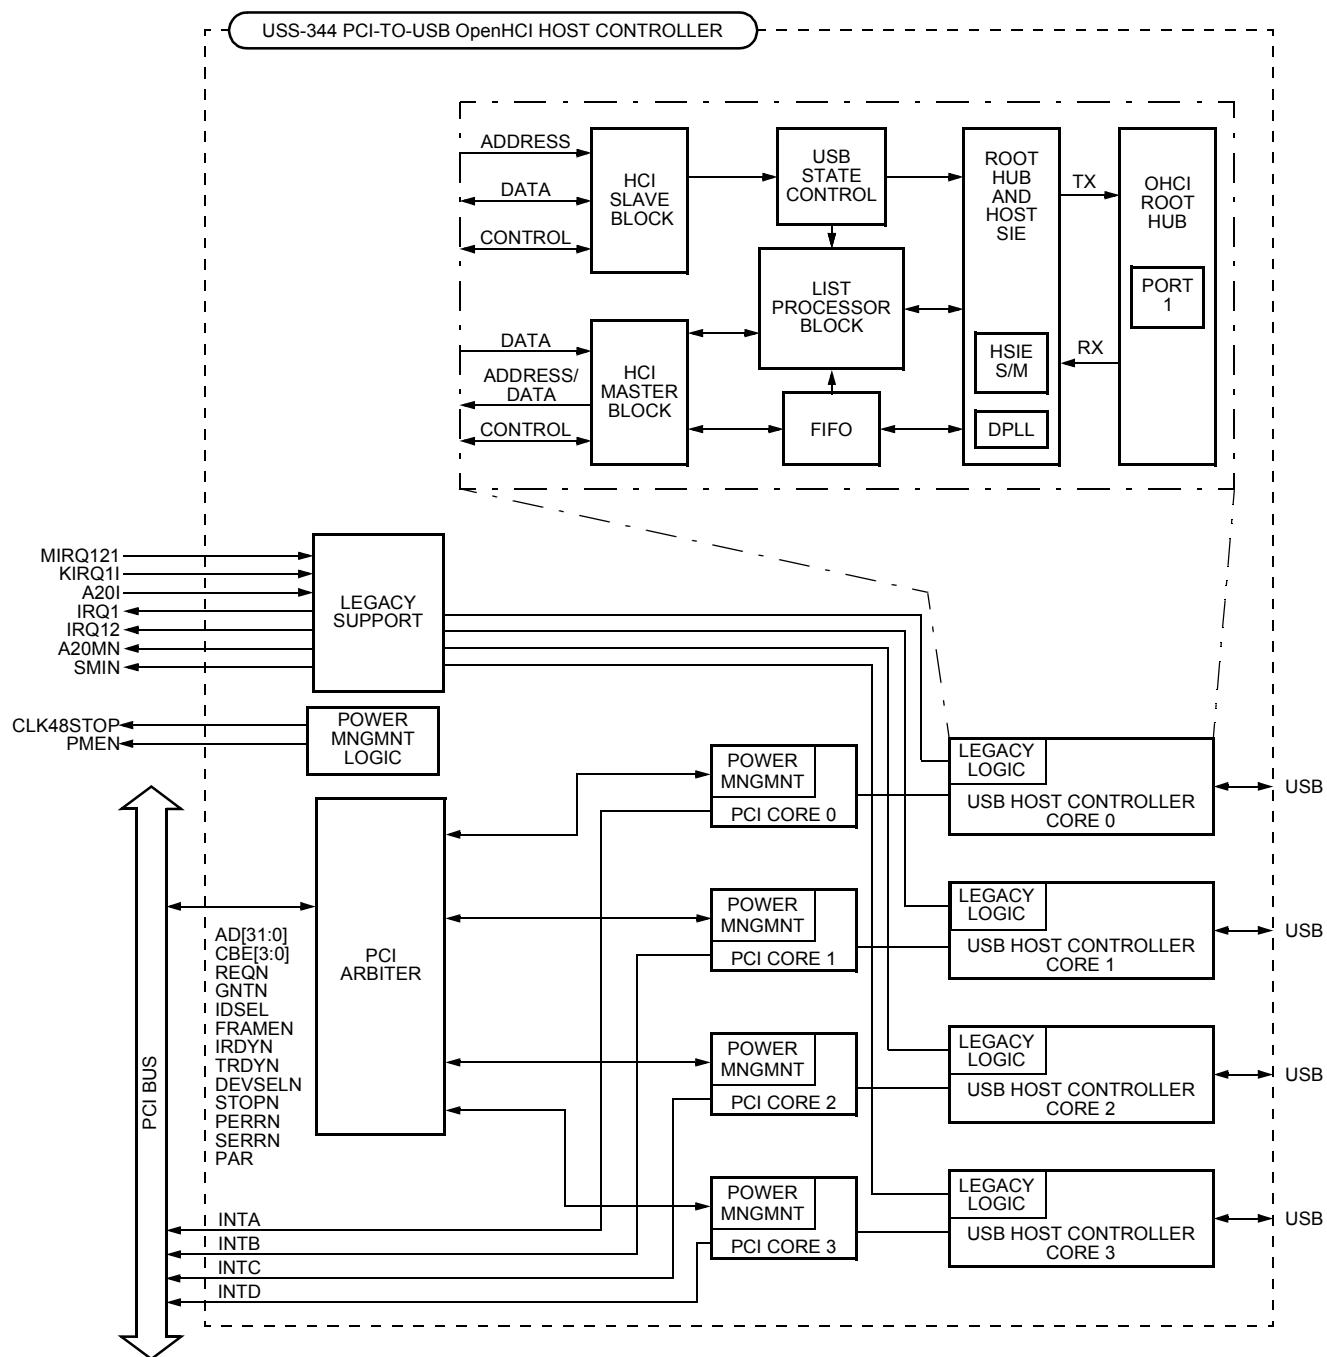 USS-344 PCI-TO-USB OpenHCI HOST CONTROLLER
ADDRESS
DATA
CONTROL
HCI
SLAVE
BLOCK
USB
STATE
CONTROL
ROOT
HUB
AND
HOST
SIE
TX
OHCI
ROOT
HUB
PORT
1
LIST
PROCESSOR
BLOCK
DATA
ADDRESS/
DATA
CONTROL
HCI
MASTER
BLOCK
FIFO
HSIE
S/M
DPLL
RX
MIRQ121
KIRQ1I
A20I
IRQ1
IRQ12
A20MN
SMIN
LEGACY
SUPPORT
CLK48STOP
PMEN
POWER
MNGMNT
LOGIC
POWER
MNGMNT
PCI CORE 0
LEGACY
LOGIC
USB HOST CONTROLLER
CORE 0
USB
PCI BUS
AD[31:0]
CBE[3:0]
REQN
GNTN
IDSEL
FRAMEN
IRDYN
TRDYN
DEVSELN
STOPN
PERRN
SERRN
PAR
PCI
ARBITER
POWER
MNGMNT
PCI CORE 1
LEGACY
LOGIC
USB HOST CONTROLLER
CORE 1
USB
POWER
MNGMNT
PCI CORE 2
LEGACY
LOGIC
USB HOST CONTROLLER
CORE 2
USB
POWER
MNGMNT
PCI CORE 3
LEGACY
LOGIC
USB HOST CONTROLLER
CORE 3
USB
INTA
INTB
INTC
INTD